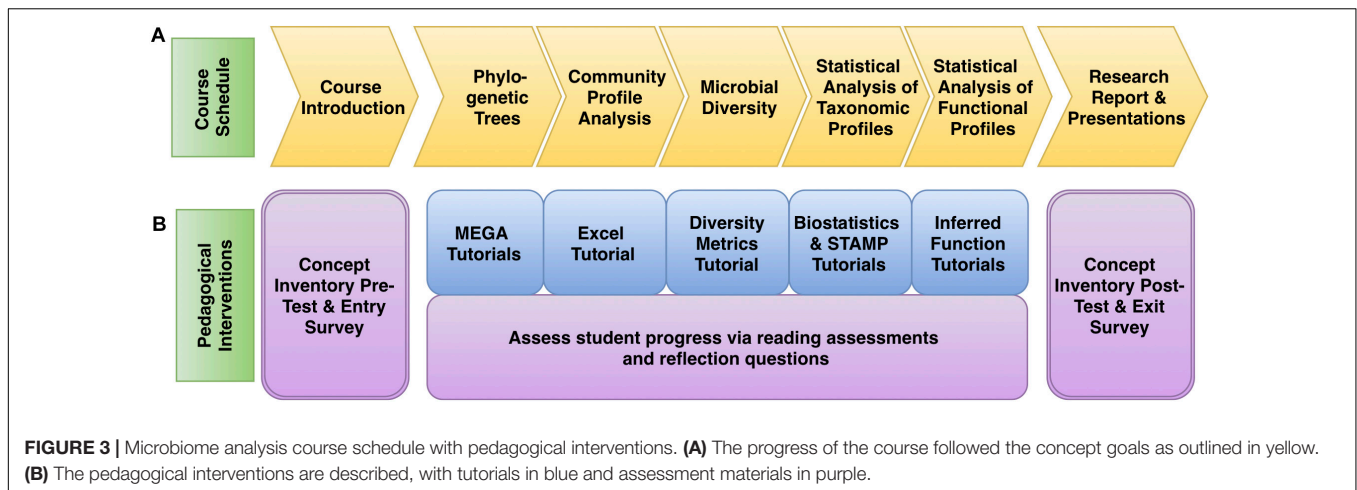 A
Course
Schedule
Course
Introduction
Phylo-
genetic
Trees
Community
Profile
Analysis
Microbial
Diversity
Statistical
Analysis of
Taxonomic
Profiles
Statistical
Analysis of
Functional
Profiles
Research
Report &
Presentations
B
Pedagogical
Interventions
Concept
Inventory Pre-
Test & Entry
Survey
MEGA
Tutorials
Excel
Tutorial
Diversity
Metrics
Tutorial
Biostatistics
& STAMP
Tutorials
Inferred
Function
Tutorials
Assess student progress via reading assessments
and reflection questions
Concept
Inventory Post-
Test & Exit
Survey
FIGURE 3 | Microbiome analysis course schedule with pedagogical interventions. (A) The progress of the course followed the concept goals as outlined in yellow.
(B) The pedagogical interventions are described, with tutorials in blue and assessment materials in purple.